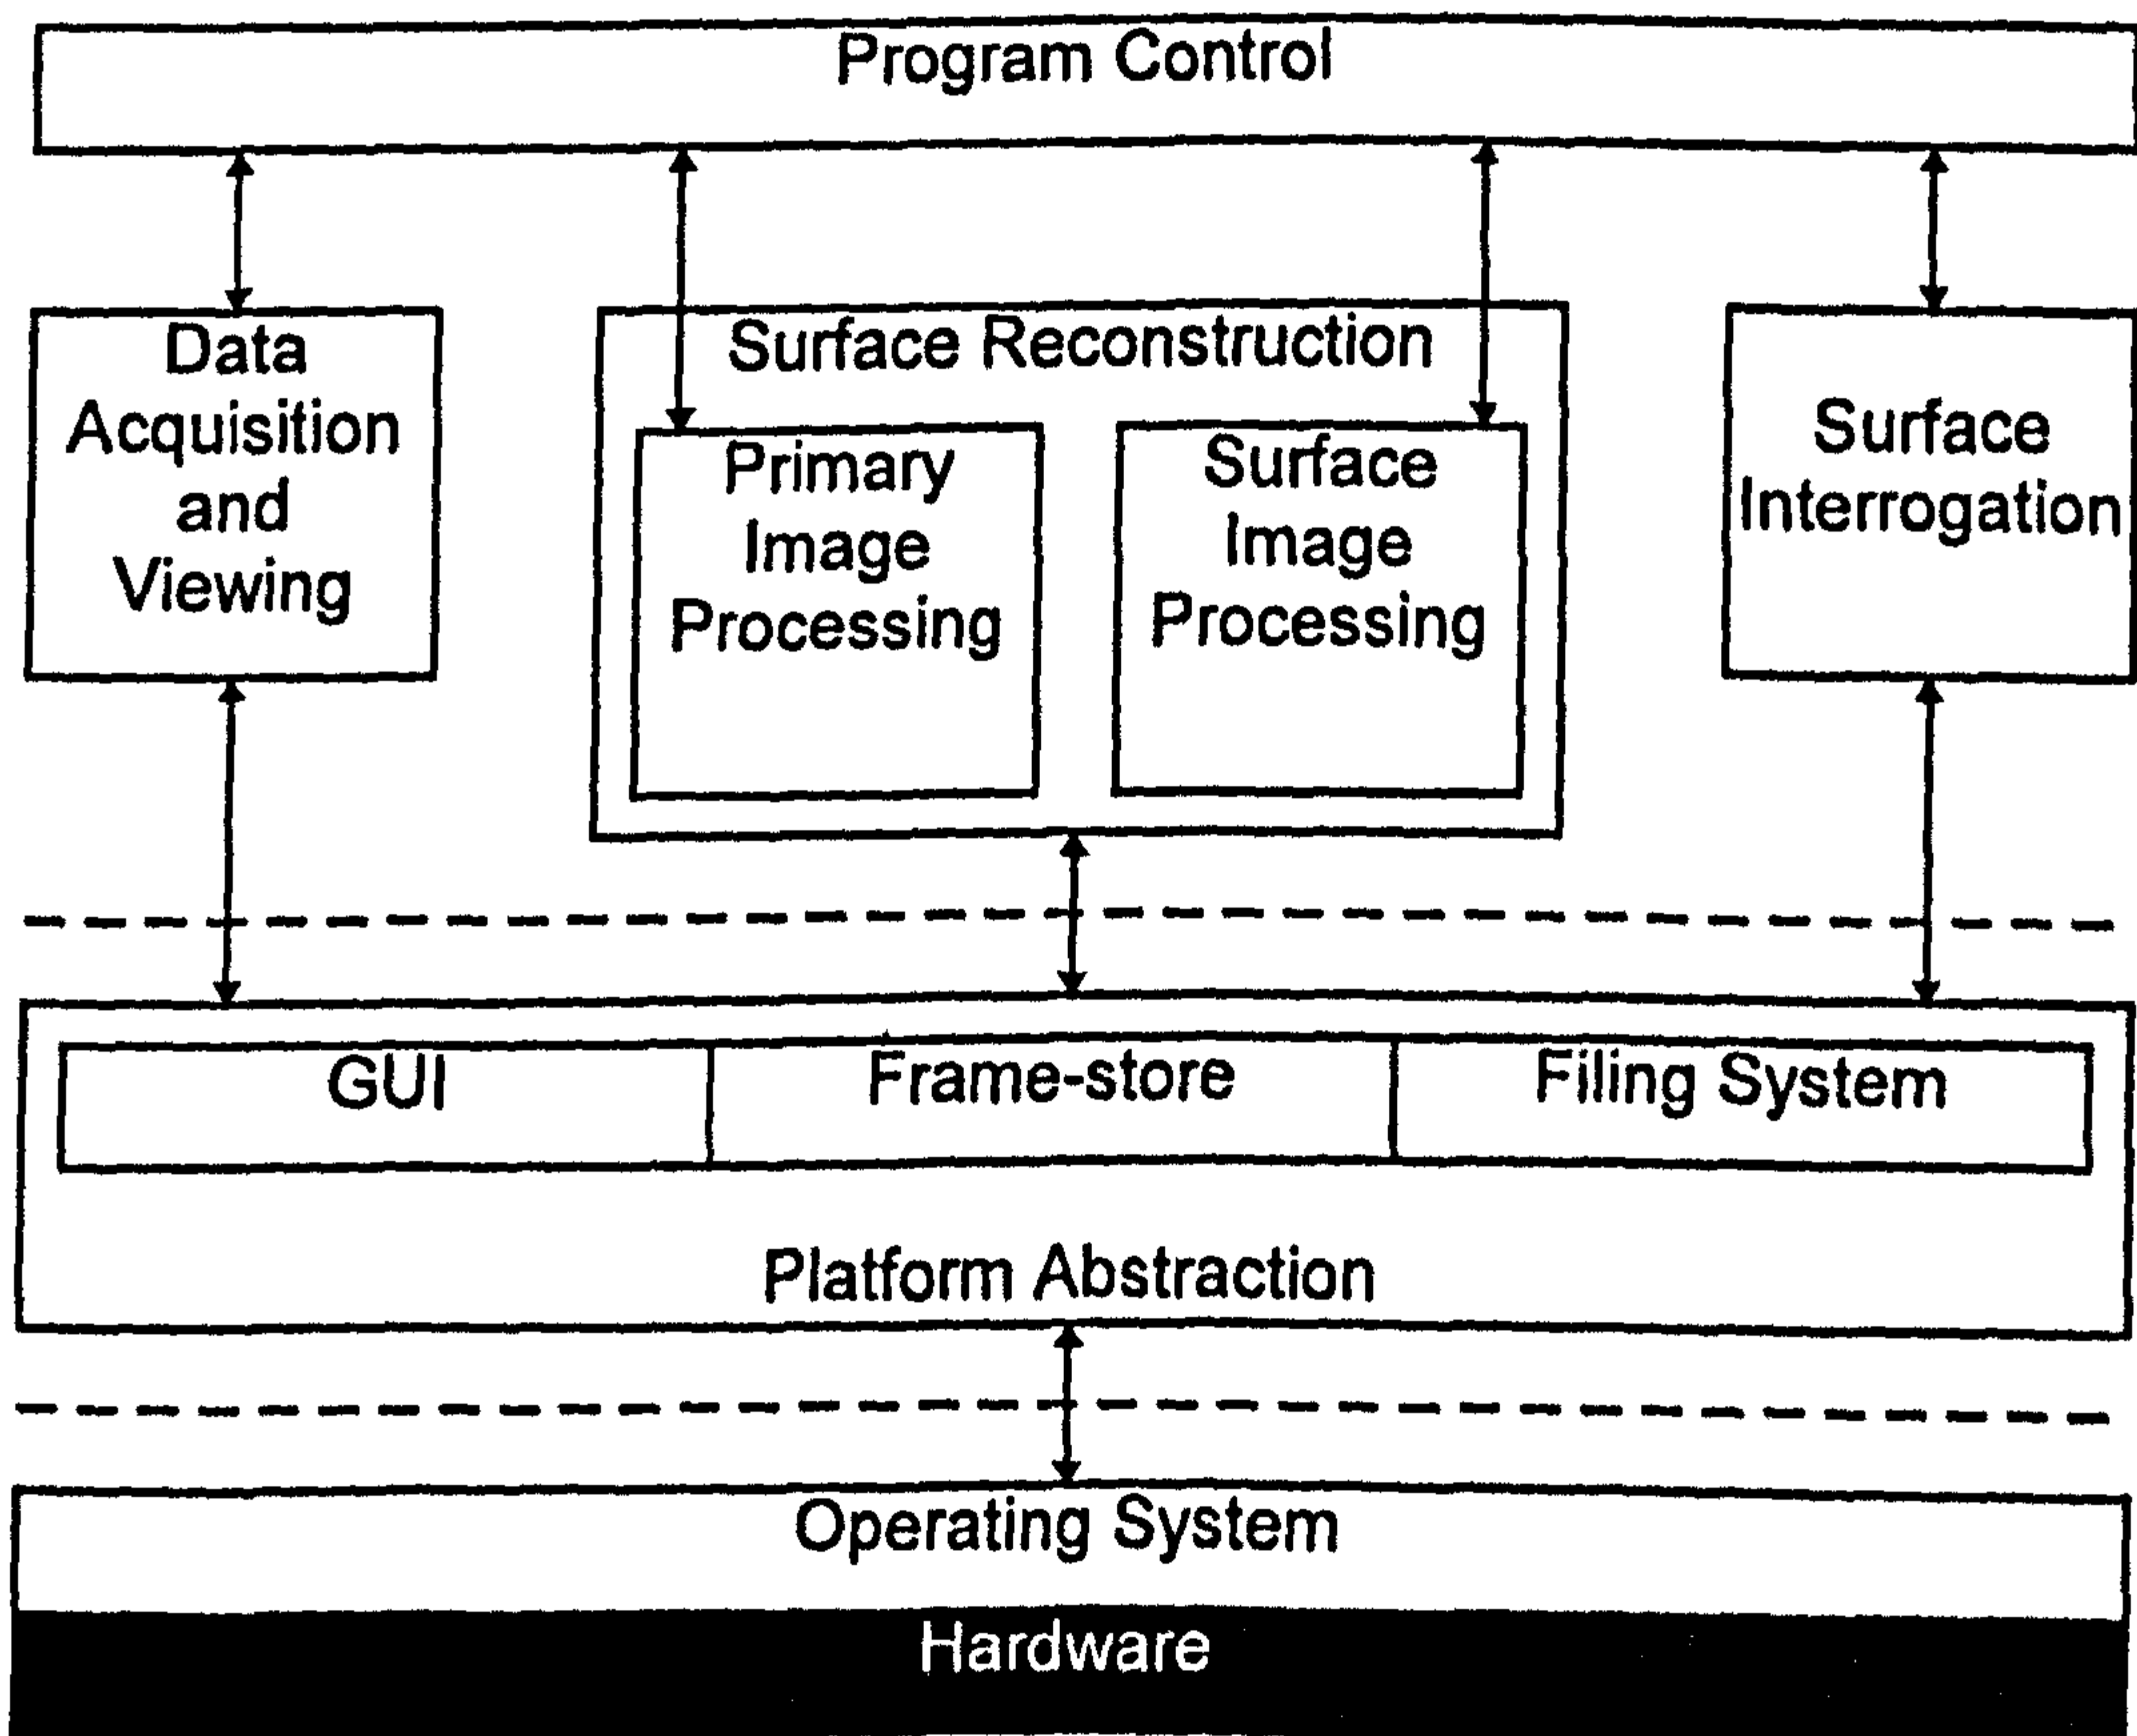 Program Control
Data
Acquisition
and
Viewing
Surface Reconstruction
Primary
Image
Processing
Surface
Image
Processing
Surface
Interrogation
GUI
Frame-store
Filing System
Platform Abstraction
Operating System
Hardware